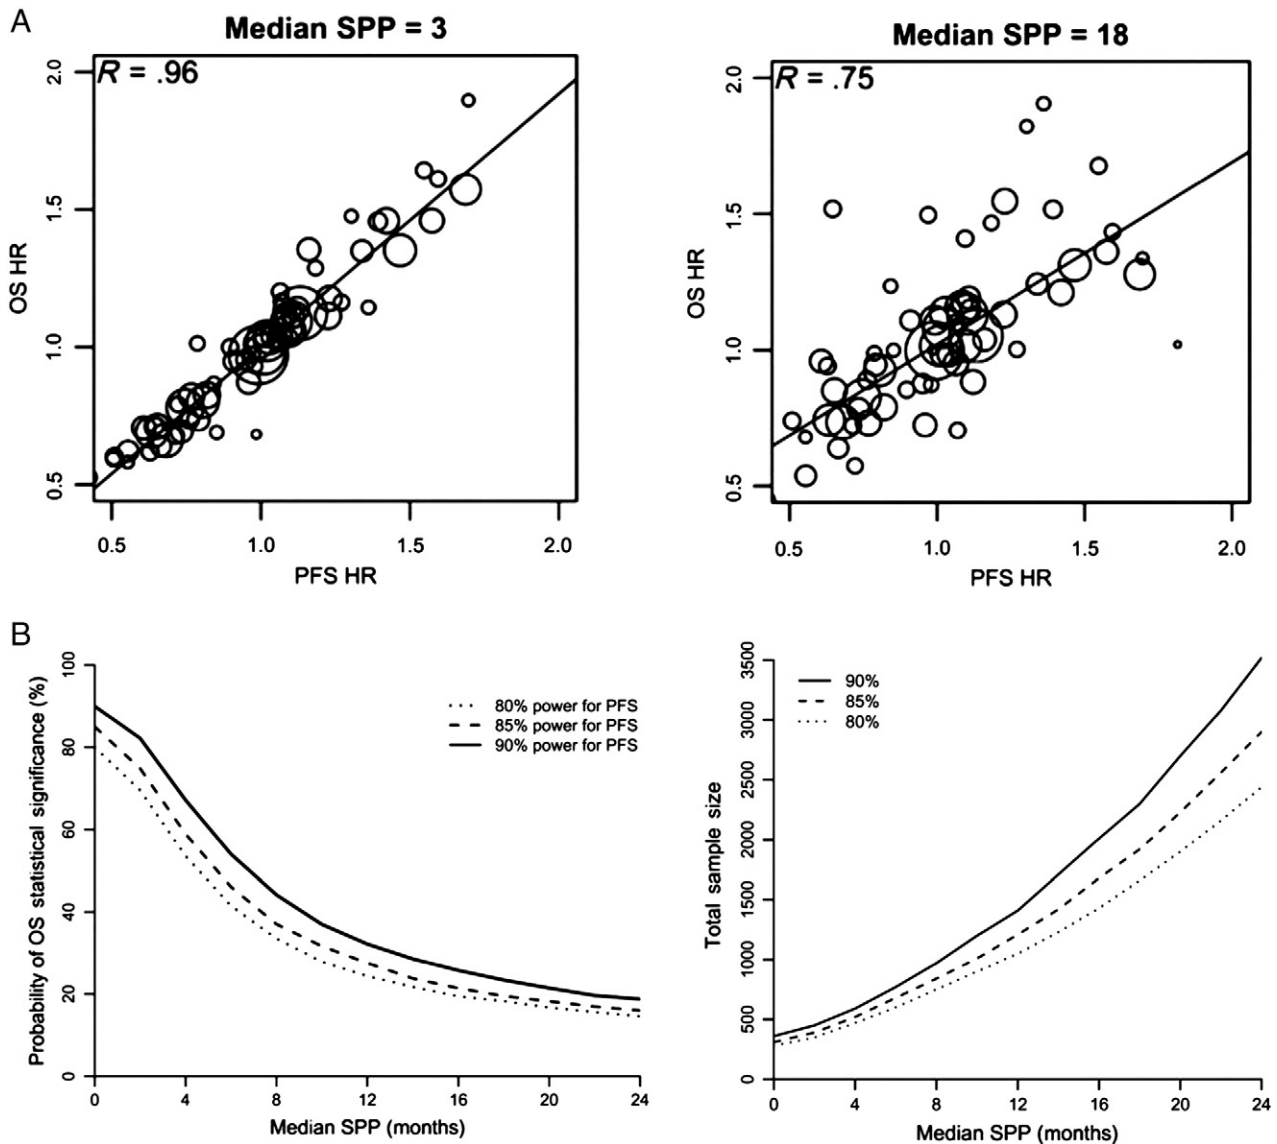 A
Median SPP = 3
R = .96
2.0
1.5
1.0
0.5
OS HR
0.5 1.0 1.5 2.0
PFS HR
Median SPP = 18
R = .75
2.0
1.5
1.0
0.5
OS HR
0.5 1.0 1.5 2.0
PFS HR
B
100
80
60
40
20
0
Probability of OS statistical significance (%)
80% power for PFS
85% power for PFS
90% power for PFS
0 4 8 12 16 20 24
Median SPP (months)
3500
3000
2500
2000
1500
1000
500
0
Total sample size
90%
85%
80%
0 4 8 12 16 20 24
Median SPP (months)